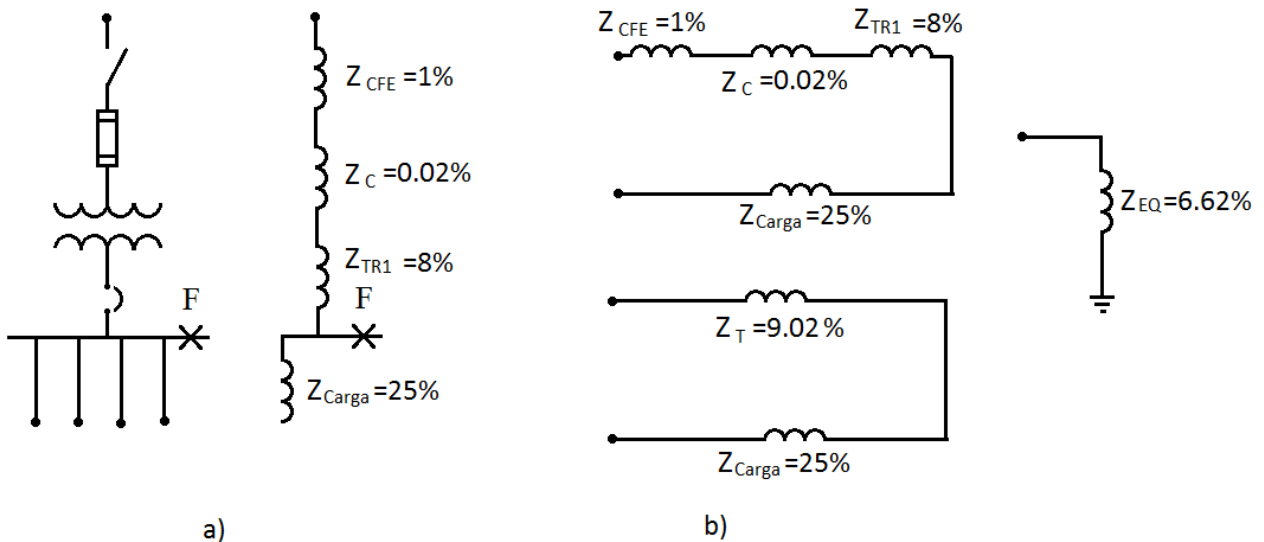 Z CFE =1%
Z C =0.02%
Z TR1 =8%
F
F
Z Carga =25%
a)
Z CFE =1%
Z TR1 =8%
Z C =0.02%
Z Carga =25%
Z EQ =6.62%
Z T =9.02 %
Z Carga =25%
b)